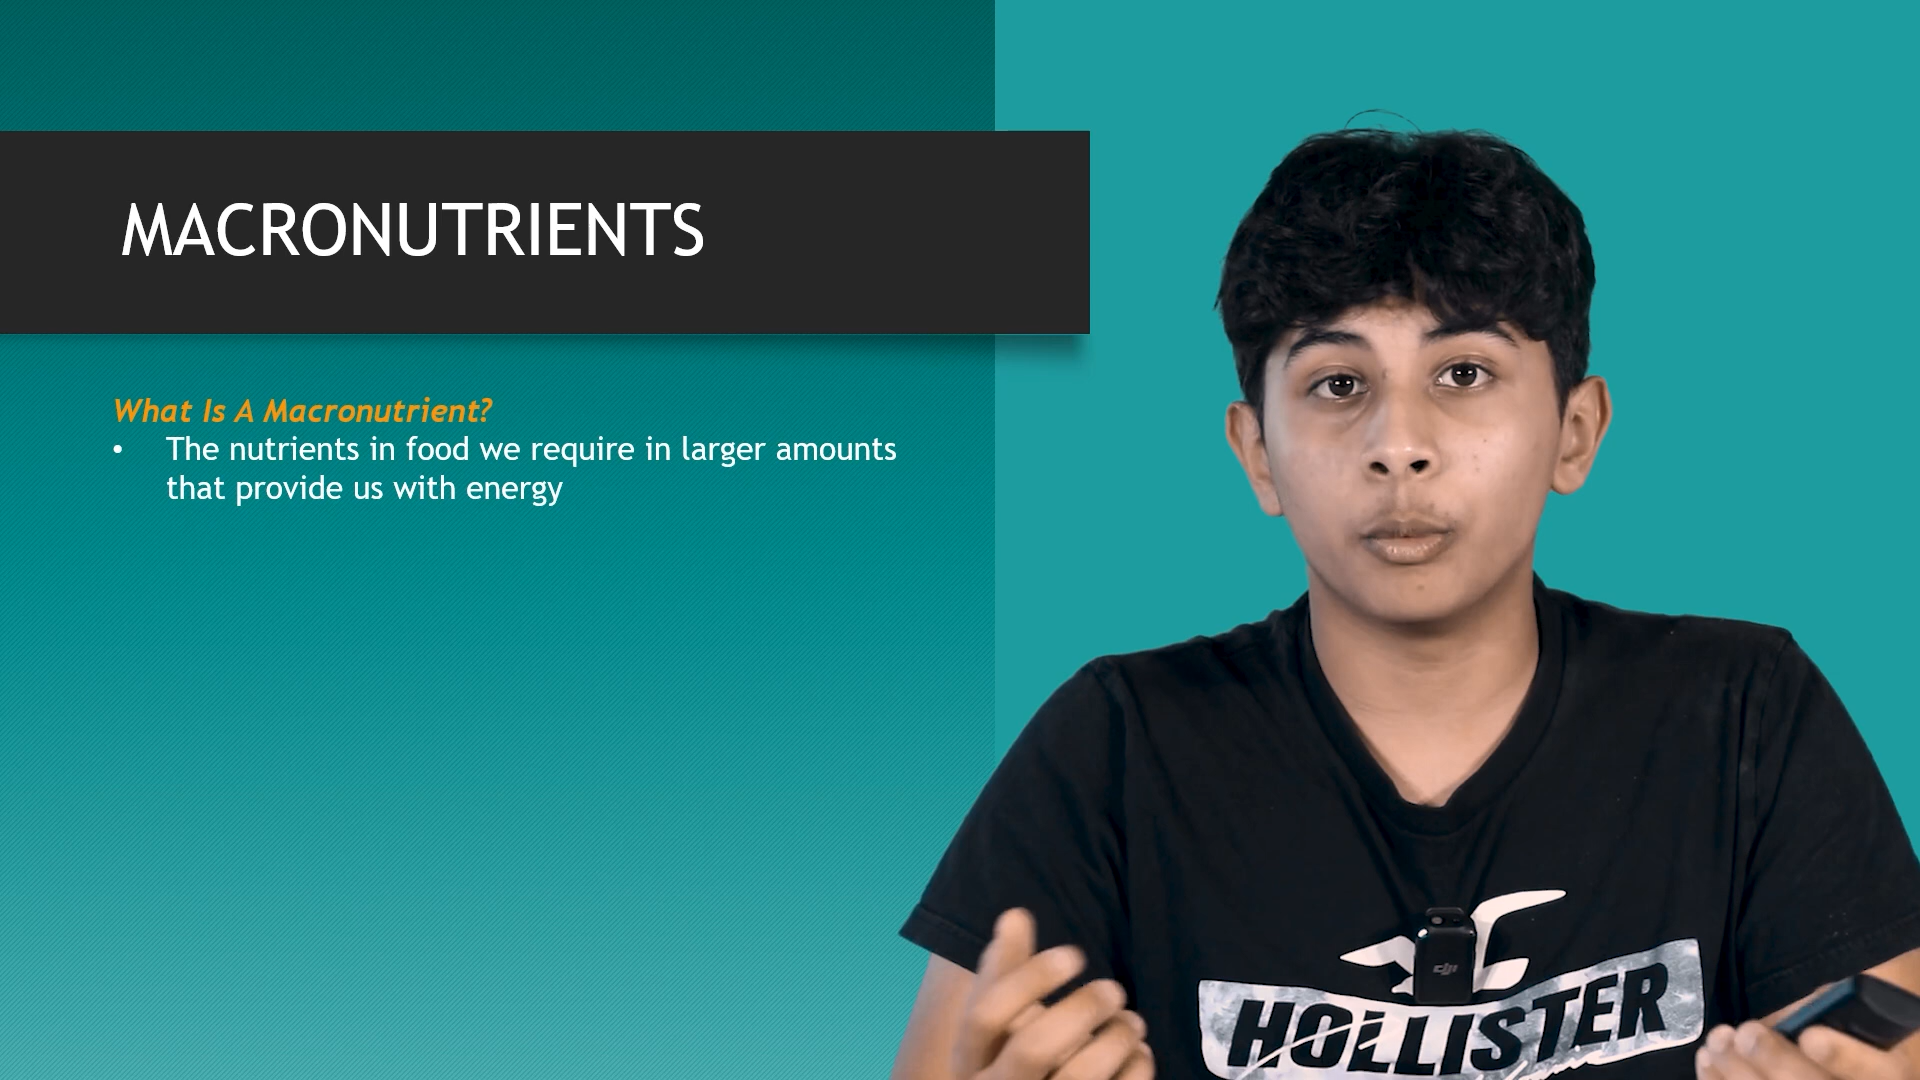 MACRONUTRIENTS
What Is A Macronutrient?
• The nutrients in food we require in larger amounts
that provide us with energy
dji
HOLLISTER